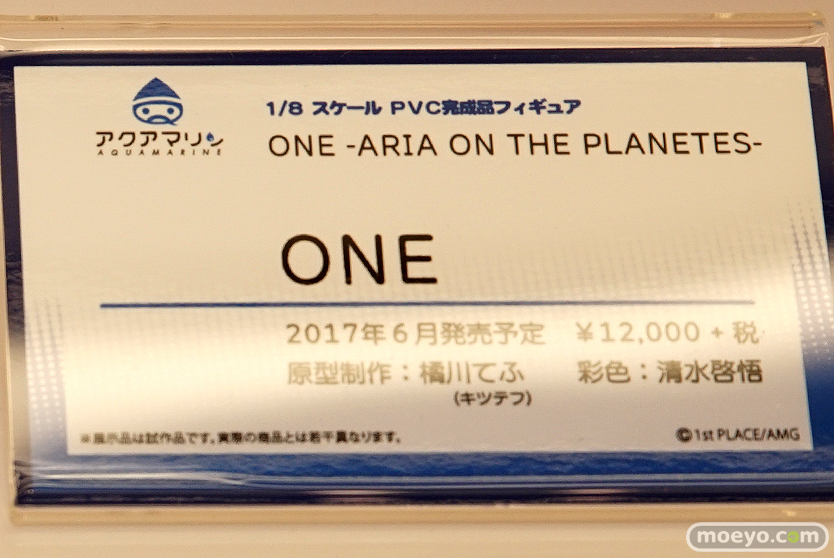 アクアマリン
AQUAMARINE
1/8 スケール PVC完成品フィギュア
ONE -ARIA ON THE PLANETES-
ONE
2017年6月発売予定 ¥12,000 + 税
原型制作：橘川てふ 彩色：清水啓悟
(キツテフ)
※展示品は試作品です。実際の商品とは若干異なります。
©1st PLACE/AMG
moeyo.com